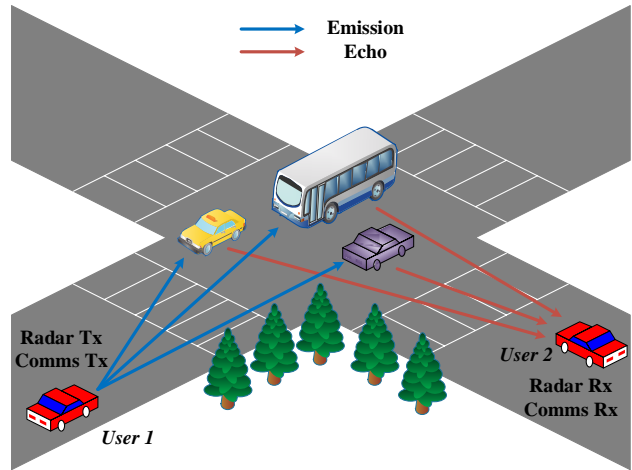 Emission
Echo
Radar Tx
Comms Tx
User 1
User 2
Radar Rx
Comms Rx